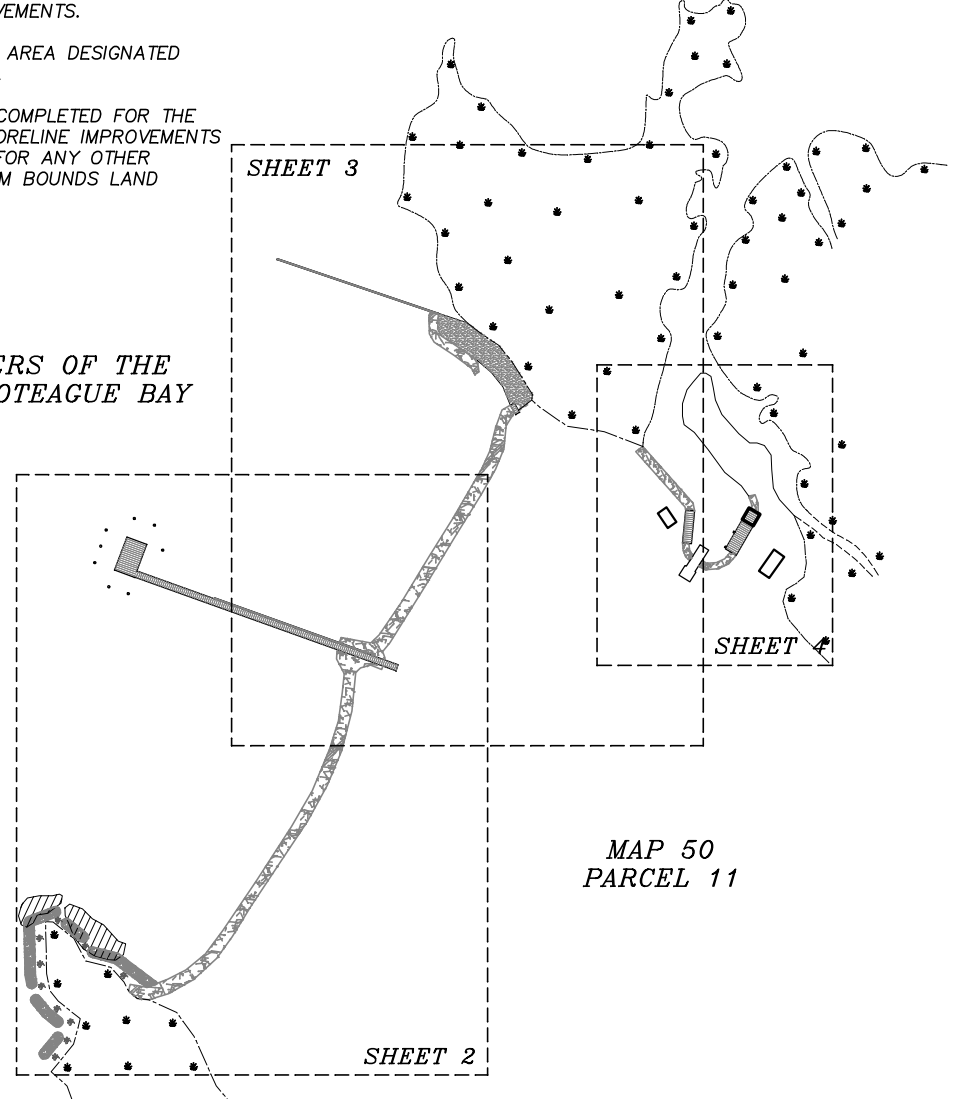 VEMENTS.
AREA DESIGNATED
COMPLETED FOR THE
ORELINE IMPROVEMENTS
FOR ANY OTHER
M BOUNDS LAND
SHEET 3
ERS OF THE
OTEAGUE BAY
SHEET 4
MAP 50
PARCEL 11
SHEET 2